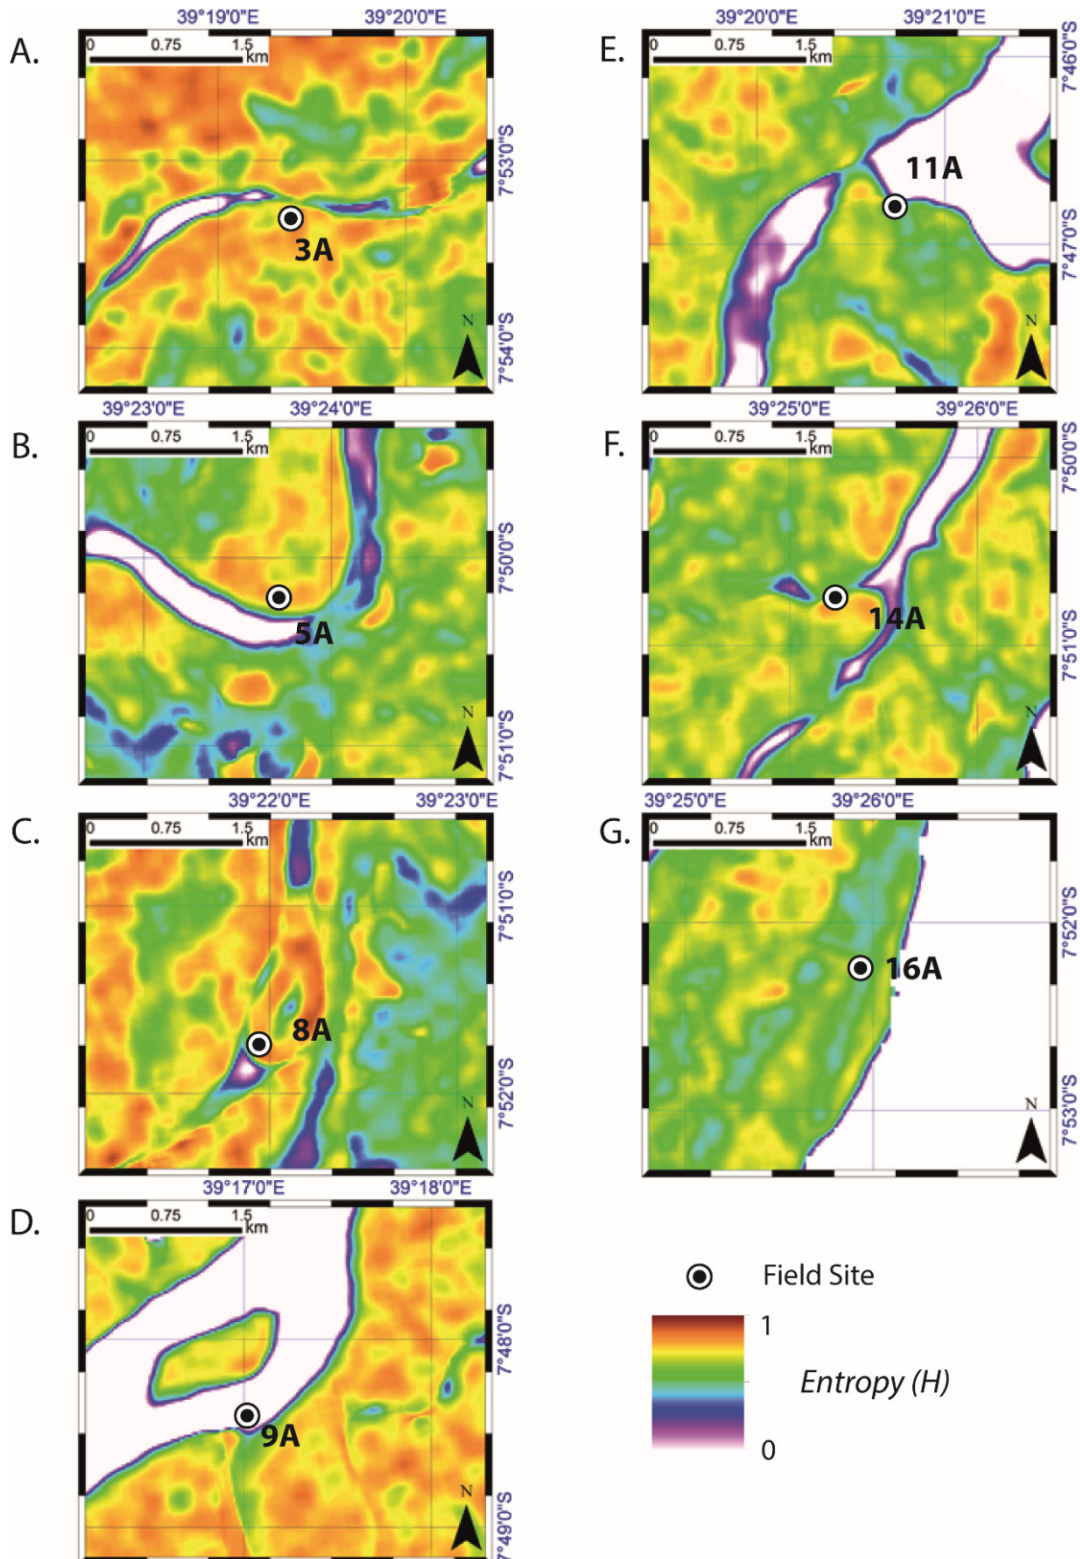 A.
39°19'0"E 39°20'0"E
0 0.75 1.5
km
3A
N
7°53'0"S
7°54'0"S
B.
39°23'0"E 39°24'0"E
0 0.75 1.5
km
5A
N
7°50'0"S
7°51'0"S
C.
39°22'0"E 39°23'0"E
0 0.75 1.5
km
8A
N
7°51'0"S
7°52'0"S
D.
39°17'0"E 39°18'0"E
0 0.75 1.5
km
9A
N
7°48'0"S
7°49'0"S
E.
39°20'0"E 39°21'0"E
0 0.75 1.5
km
11A
7°46'0"S
7°47'0"S
N
F.
39°25'0"E 39°26'0"E
0 0.75 1.5
km
14A
7°50'0"S
7°51'0"S
N
G.
39°25'0"E 39°26'0"E
0 0.75 1.5
km
16A
7°52'0"S
7°53'0"S
N
Field Site
1
Entropy (H)
0